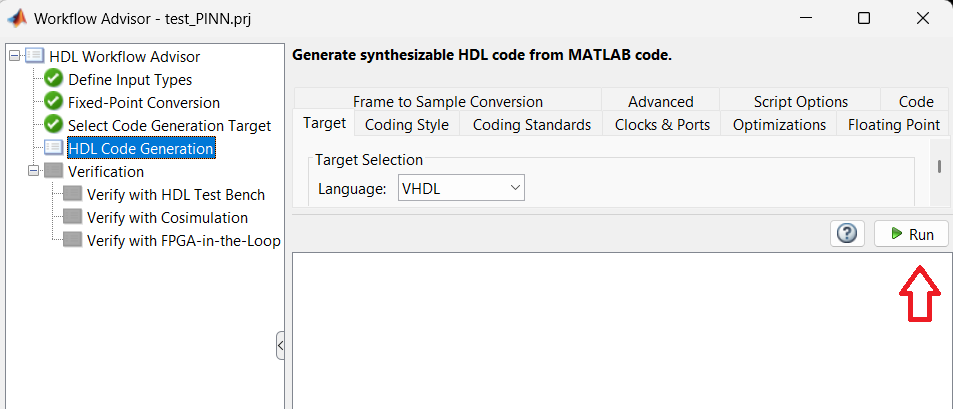 Workflow Advisor - test_PINN.prj
HDL Workflow Advisor
Define Input Types
Fixed-Point Conversion
Select Code Generation Target
HDL Code Generation
Verification
Verify with HDL Test Bench
Verify with Cosimulation
Verify with FPGA-in-the-Loop
Generate synthesizable HDL code from MATLAB code.
Frame to Sample Conversion Advanced Script Options Code
Target Coding Style Coding Standards Clocks & Ports Optimizations Floating Point
Target Selection
Language: VHDL
? Run